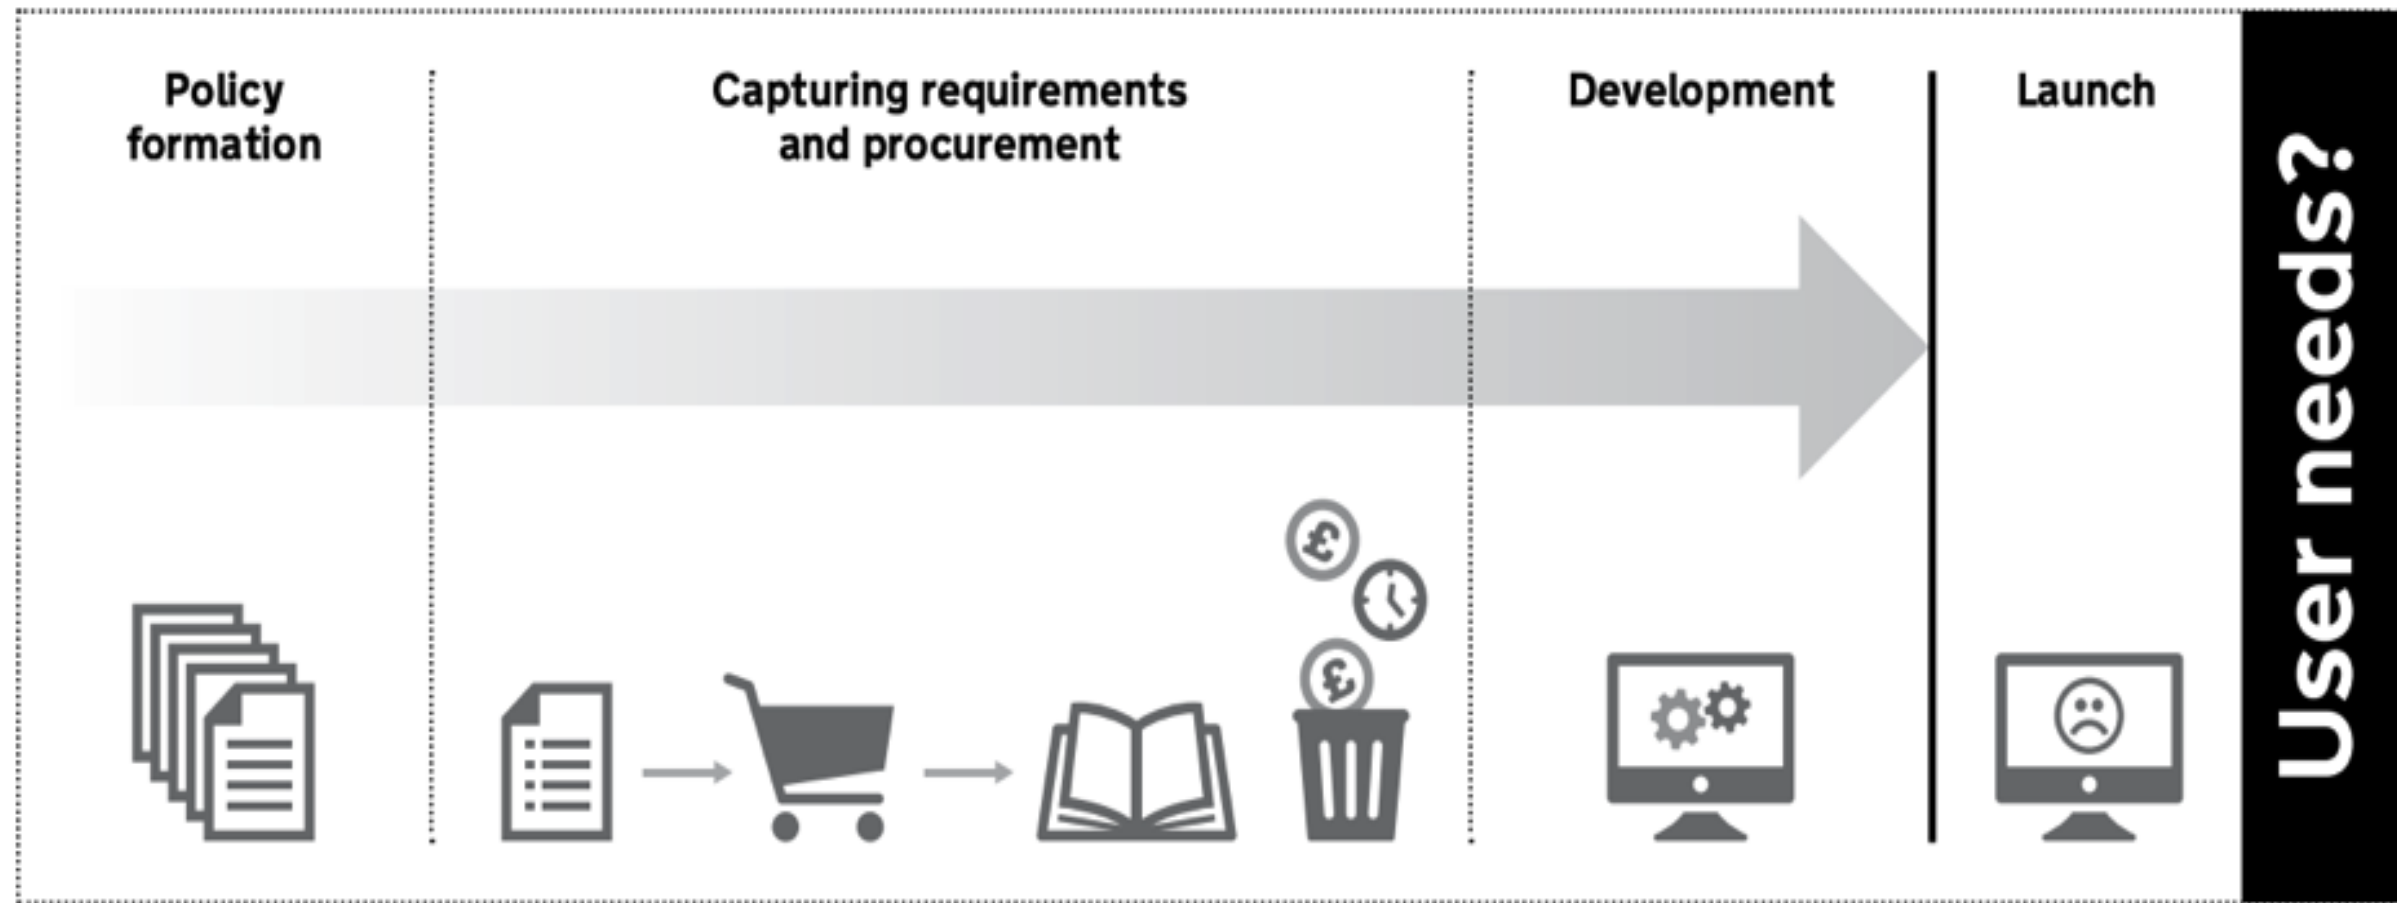 Policy
formation
Capturing requirements
and procurement
Development
Launch
£
£
User needs?